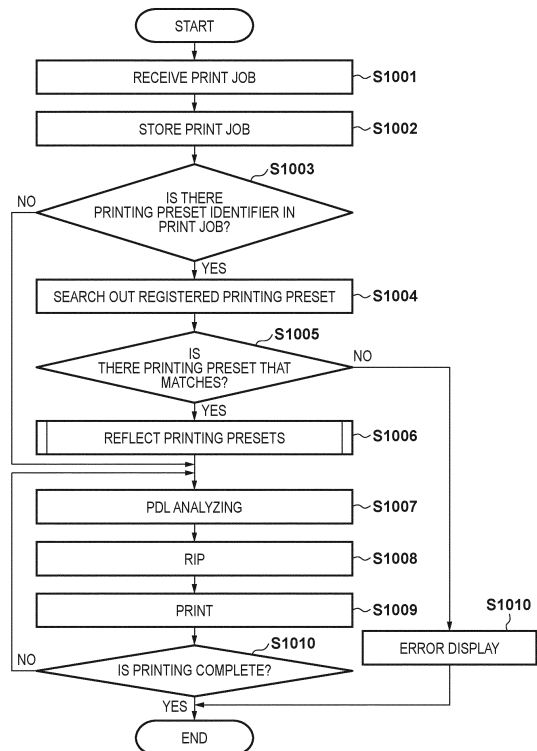 START
RECEIVE PRINT JOB
S1001
STORE PRINT JOB
S1002
S1003
NO
IS THERE
PRINTING PRESET IDENTIFIER IN
PRINT JOB?
YES
SEARCH OUT REGISTERED PRINTING PRESET
S1004
S1005
IS
THERE PRINTING PRESET THAT
MATCHES?
NO
YES
REFLECT PRINTING PRESETS
S1006
PDL ANALYZING
S1007
RIP
S1008
PRINT
S1009
S1010
NO
IS PRINTING COMPLETE?
S1010
ERROR DISPLAY
YES
END